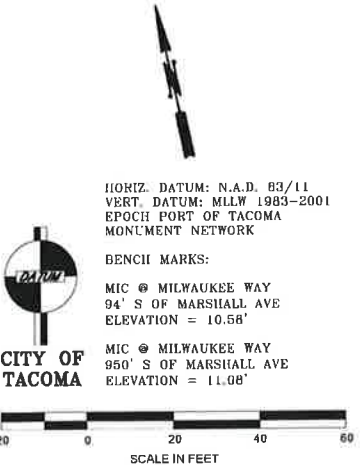 N
HORIZ. DATUM: N.A.D. 83/11
VERT. DATUM: MLLW 1983-2001
EPOCH PORT OF TACOMA
MONUMENT NETWORK
BENCH MARKS:
MIC @ MILWAUKEE WAY
94' S OF MARSHALL AVE
ELEVATION = 10.58'
MIC @ MILWAUKEE WAY
950' S OF MARSHALL AVE
ELEVATION = 11.08'
DATUM
CITY OF
TACOMA
20 0 20 40 60
SCALE IN FEET